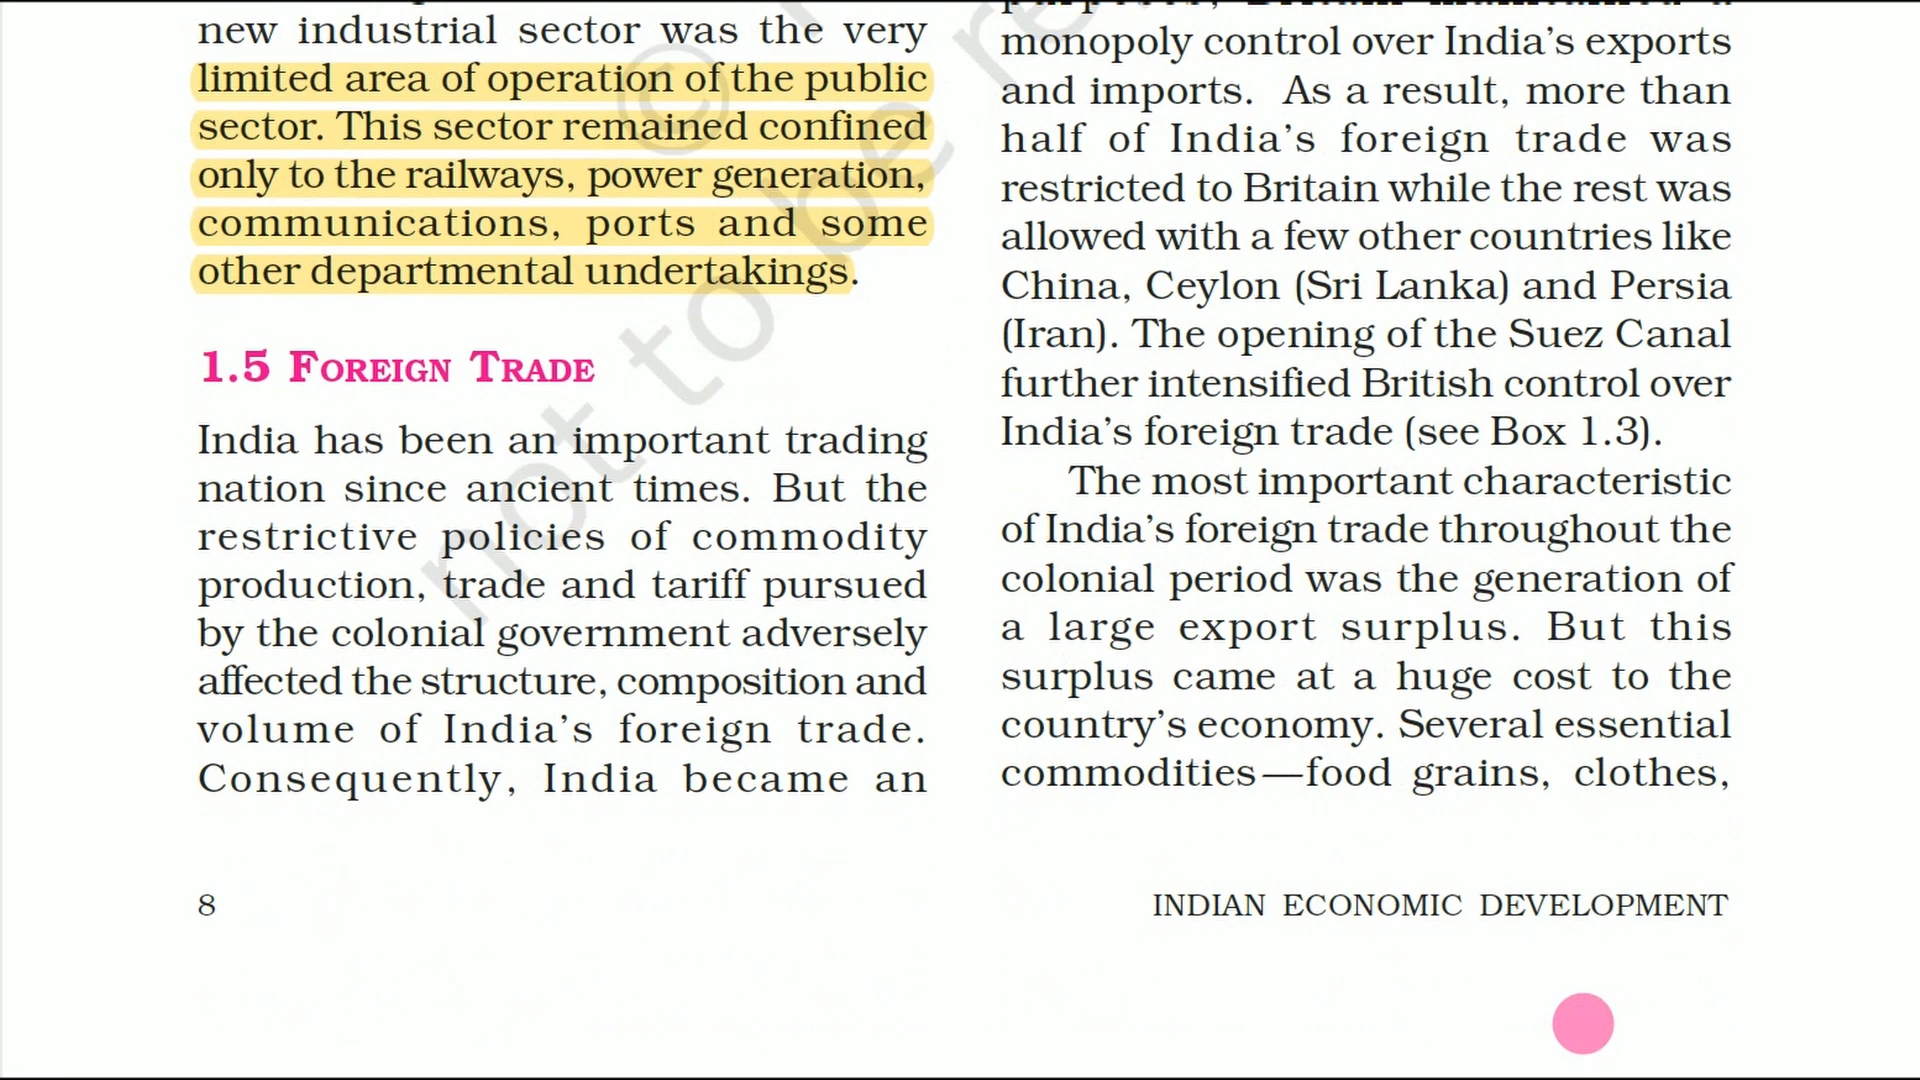 new industrial sector was the very
limited area of operation of the public
sector. This sector remained confined
only to the railways, power generation,
communications, ports and some
other departmental undertakings.
1.5 FOREIGN TRADE
India has been an important trading
nation since ancient times. But the
restrictive policies of commodity
production, trade and tariff pursued
by the colonial government adversely
affected the structure, composition and
volume of India's foreign trade.
Consequently, India became an
purposes, Britain maintained a
monopoly control over India's exports
and imports. As a result, more than
half of India's foreign trade was
restricted to Britain while the rest was
allowed with a few other countries like
China, Ceylon (Sri Lanka) and Persia
(Iran). The opening of the Suez Canal
further intensified British control over
India's foreign trade (see Box 1.3).
The most important characteristic
of India's foreign trade throughout the
colonial period was the generation of
a large export surplus. But this
surplus came at a huge cost to the
country's economy. Several essential
commodities—food grains, clothes,
8
INDIAN ECONOMIC DEVELOPMENT
©
not to be re